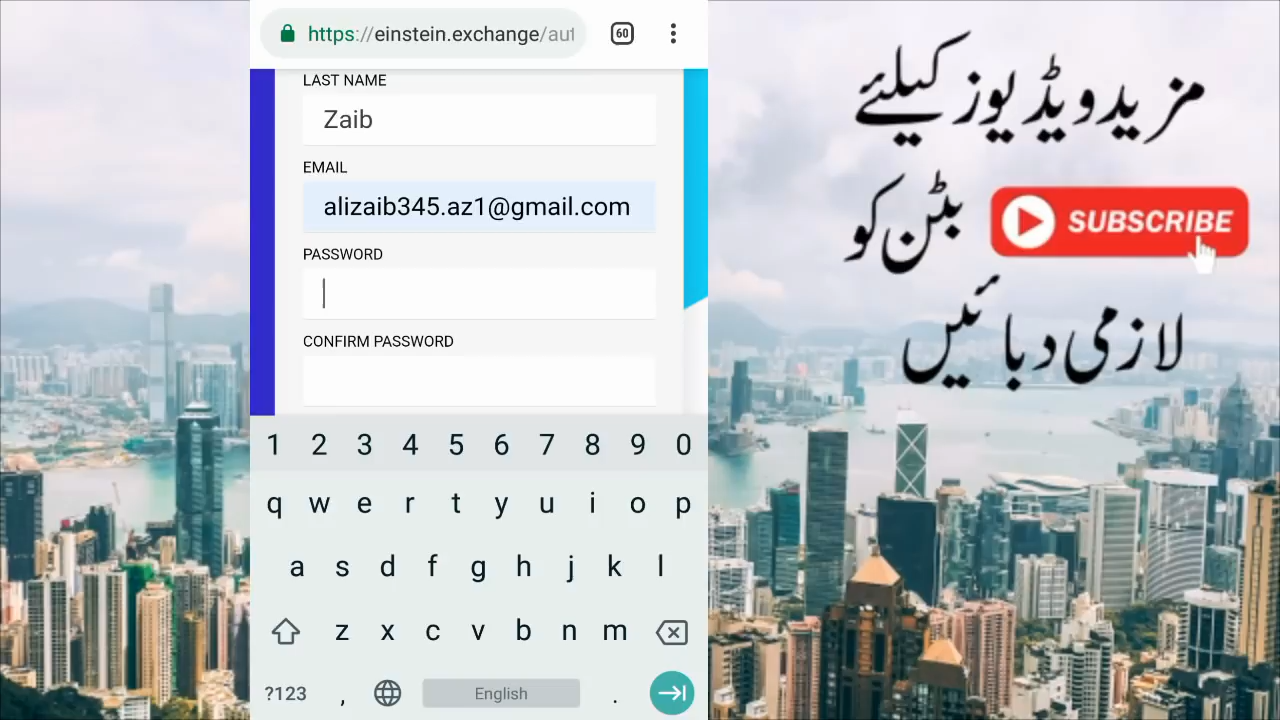 https://einstein.exchange/aut
60
LAST NAME
Zaib
EMAIL
alizaib345.az1@gmail.com
PASSWORD
CONFIRM PASSWORD
1 2 3 4 5 6 7 8 9 0
q w e r t y u i o p
a s d f g h j k l
z x c v b n m
?123 , English .
مزید ویڈیوز کیلئے
SUBSCRIBE بٹن کو
لازمی دبائیں